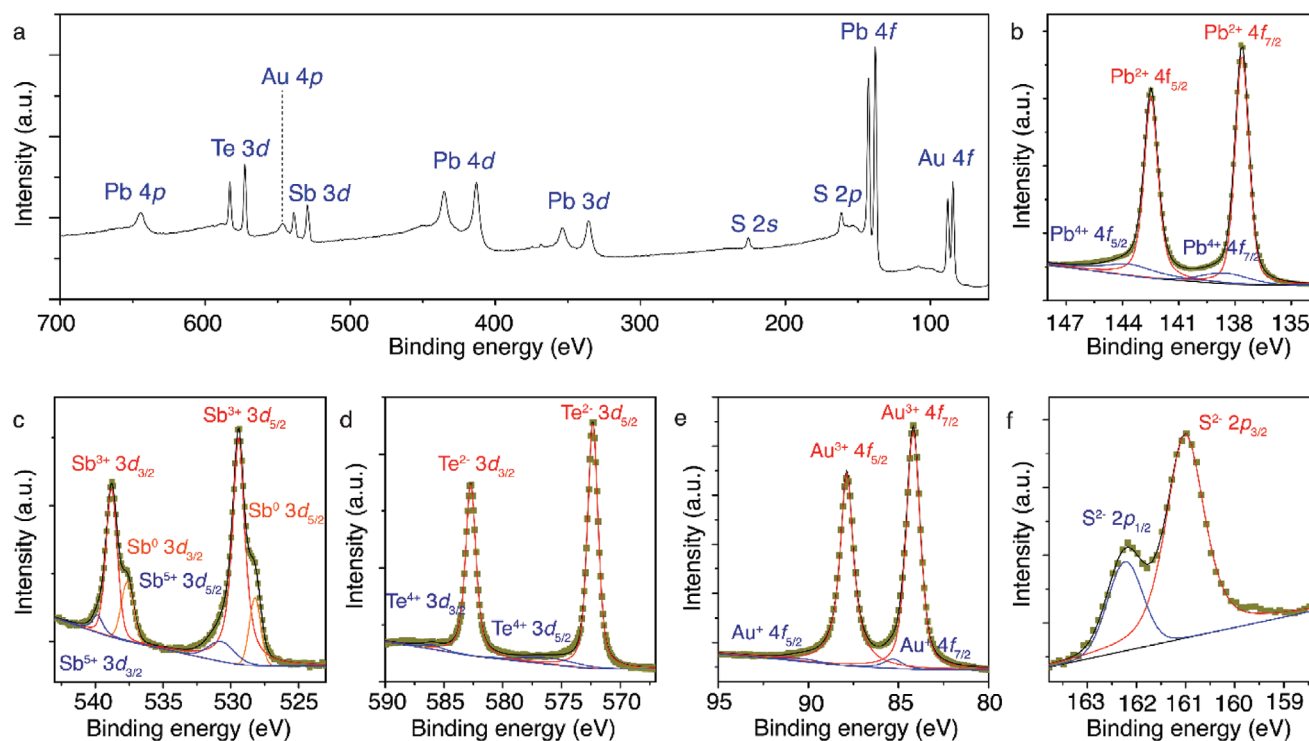 a
Au 4p
Te 3d
Pb 4p
Sb 3d
Pb 4d
Pb 3d
S 2s
S 2p
Pb 4f
Au 4f
Intensity (a.u.)
700 600 500 400 300 200 100
Binding energy (eV)
b
Pb²⁺ 4f₇/₂
Pb²⁺ 4f₅/₂
Pb⁴⁺ 4f₅/₂
Pb⁴⁺ 4f₇/₂
Intensity (a.u.)
147 144 141 138 135
Binding energy (eV)
c
Sb³⁺ 3d₅/₂
Sb³⁺ 3d₃/₂
Sb⁰ 3d₅/₂
Sb⁰ 3d₃/₂
Sb⁵⁺ 3d₅/₂
Sb⁵⁺ 3d₃/₂
Intensity (a.u.)
540 535 530 525
Binding energy (eV)
d
Te²⁻ 3d₅/₂
Te²⁻ 3d₃/₂
Te⁴⁺ 3d₃/₂
Te⁴⁺ 3d₅/₂
Intensity (a.u.)
590 585 580 575 570
Binding energy (eV)
e
Au³⁺ 4f₇/₂
Au³⁺ 4f₅/₂
Au⁺ 4f₅/₂
Au⁺ 4f₇/₂
Intensity (a.u.)
95 90 85 80
Binding energy (eV)
f
S²⁻ 2p₃/₂
S²⁻ 2p₁/₂
Intensity (a.u.)
163 162 161 160 159
Binding energy (eV)